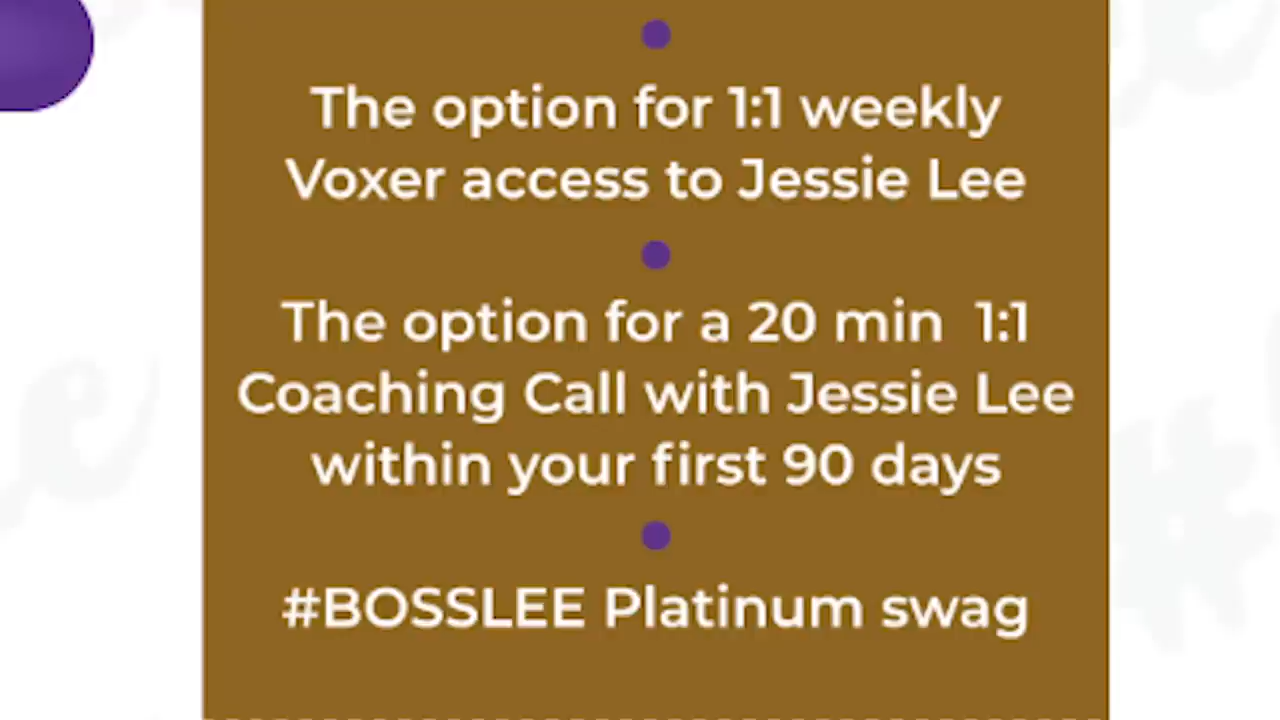 The option for 1:1 weekly
Voxer access to Jessie Lee
The option for a 20 min 1:1
Coaching Call with Jessie Lee
within your first 90 days
#BOSSLEE Platinum swag